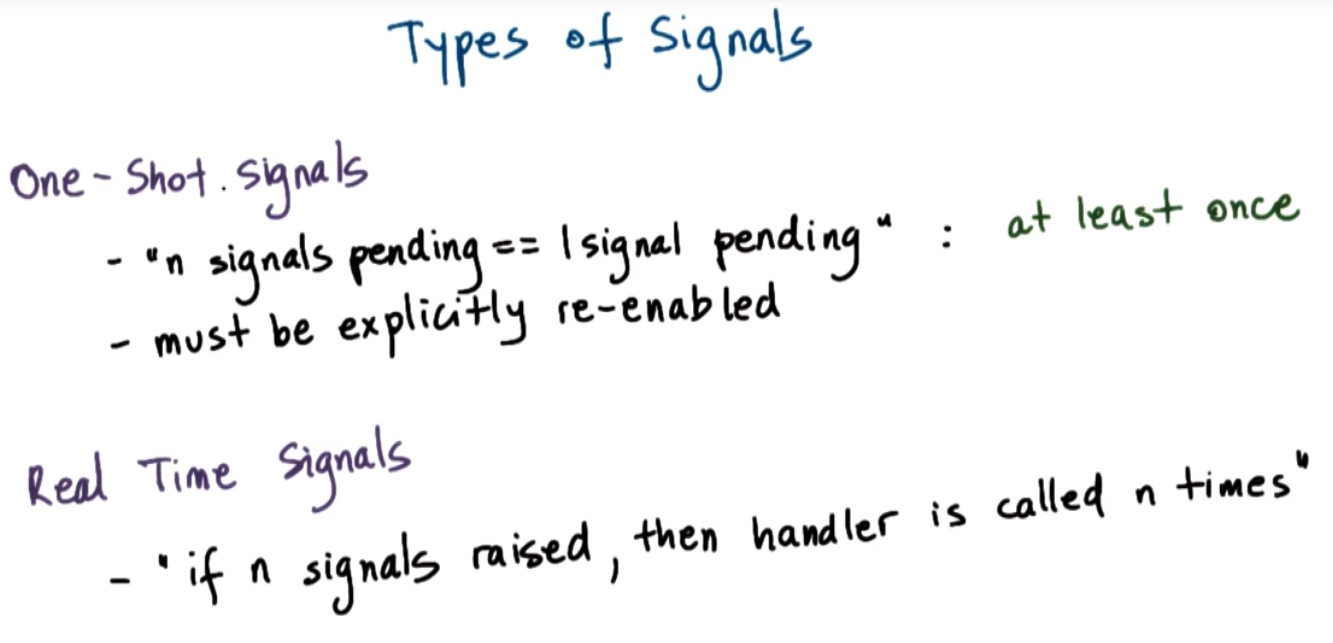 Types of Signals
One-Shot. Signals
- "n signals pending == 1 signal pending" : at least once
- must be explicitly re-enabled
Real Time Signals
- "if n signals raised, then handler is called n times"